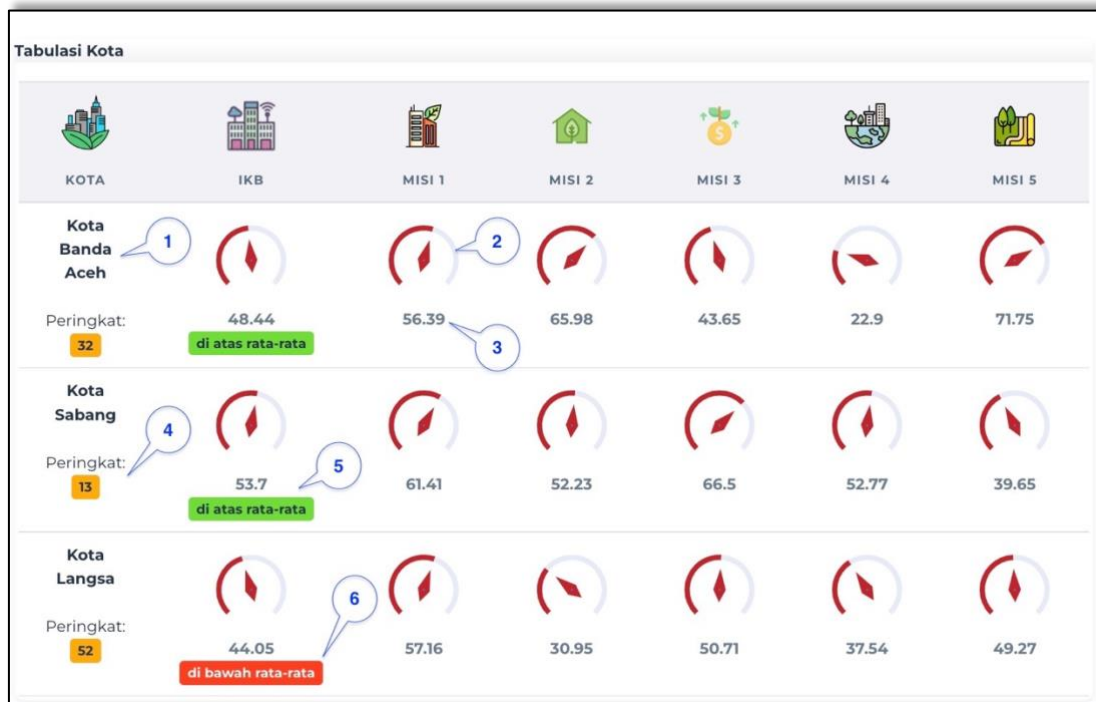 Tabulasi Kota
KOTA IKB MISI 1 MISI 2 MISI 3 MISI 4 MISI 5
Kota
Banda
Aceh
1
2
Peringkat:
32
48.44 56.39 65.98 43.65 22.9 71.75
di atas rata-rata
3
Kota
Sabang
4
Peringkat:
13
5
53.7 61.41 52.23 66.5 52.77 39.65
di atas rata-rata
Kota
Langsa
6
Peringkat:
52
44.05 57.16 30.95 50.71 37.54 49.27
di bawah rata-rata